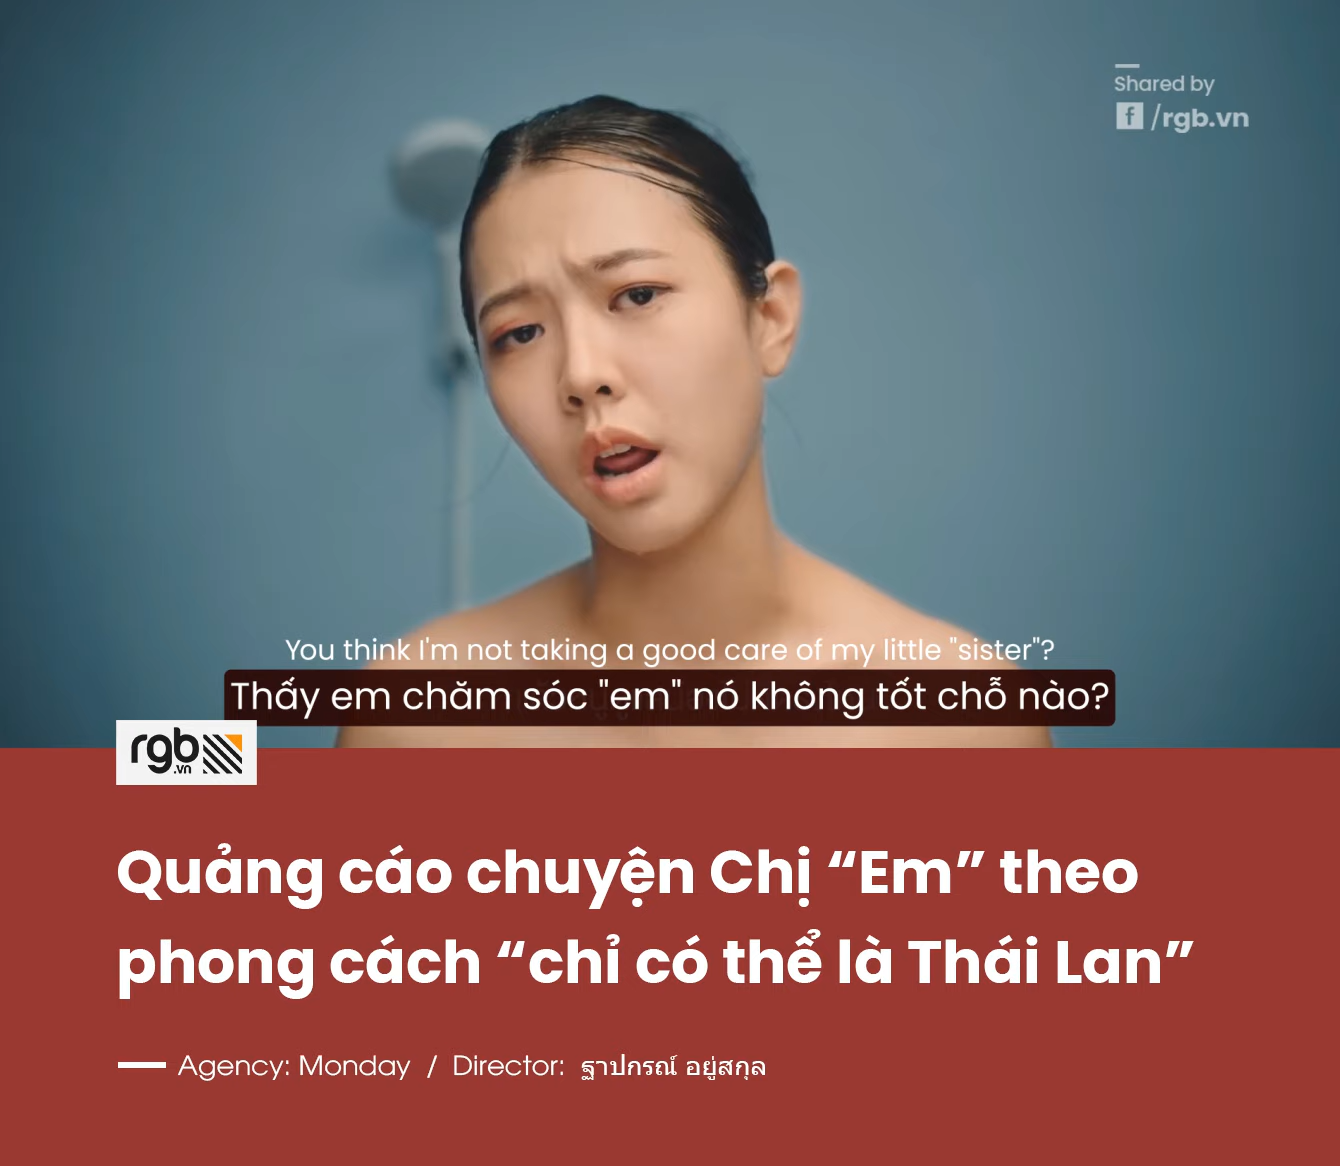 Shared by
f /rgb.vn
You think I'm not taking a good care of my little "sister"?
Thấy em chăm sóc "em" nó không tốt chỗ nào?
rgb
.vn
Quảng cáo chuyện Chị “Em” theo
phong cách “chỉ có thể là Thái Lan”
Agency: Monday / Director: ฐาปกรณ์ อยู่สกุล